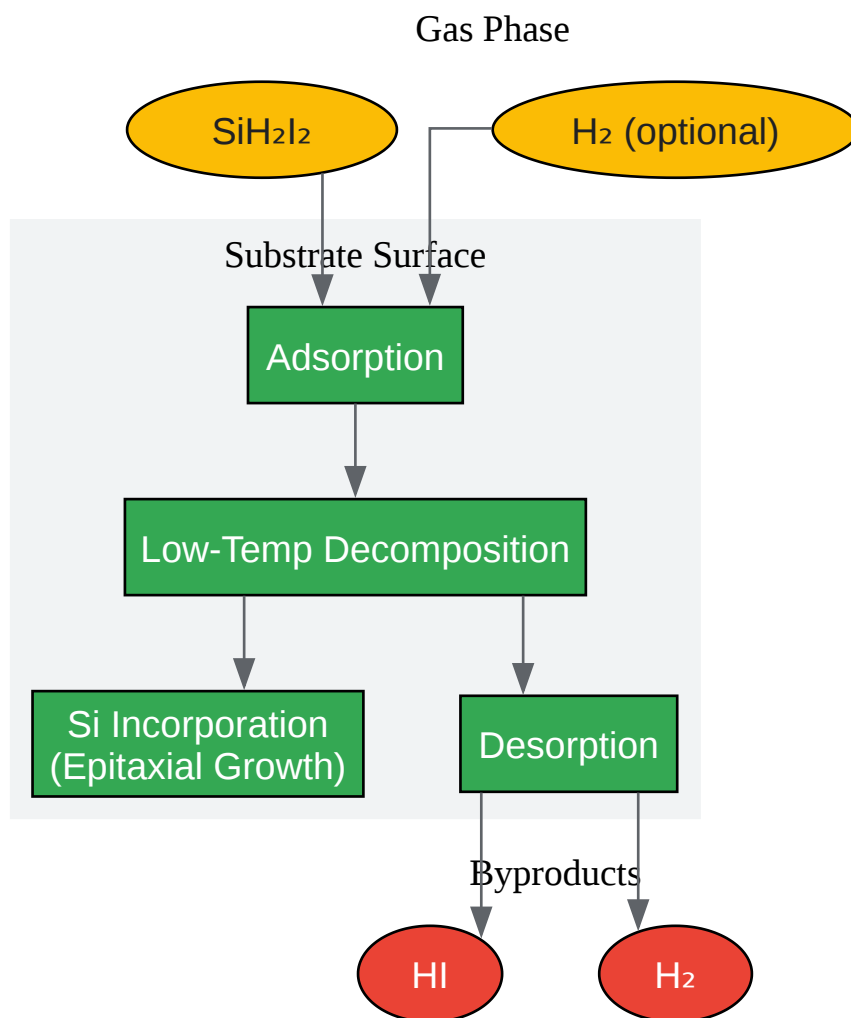 Gas Phase
SiH₂I₂
H₂ (optional)
Substrate Surface
Adsorption
Low-Temp Decomposition
Si Incorporation
(Epitaxial Growth)
Desorption
Byproducts
HI
H₂